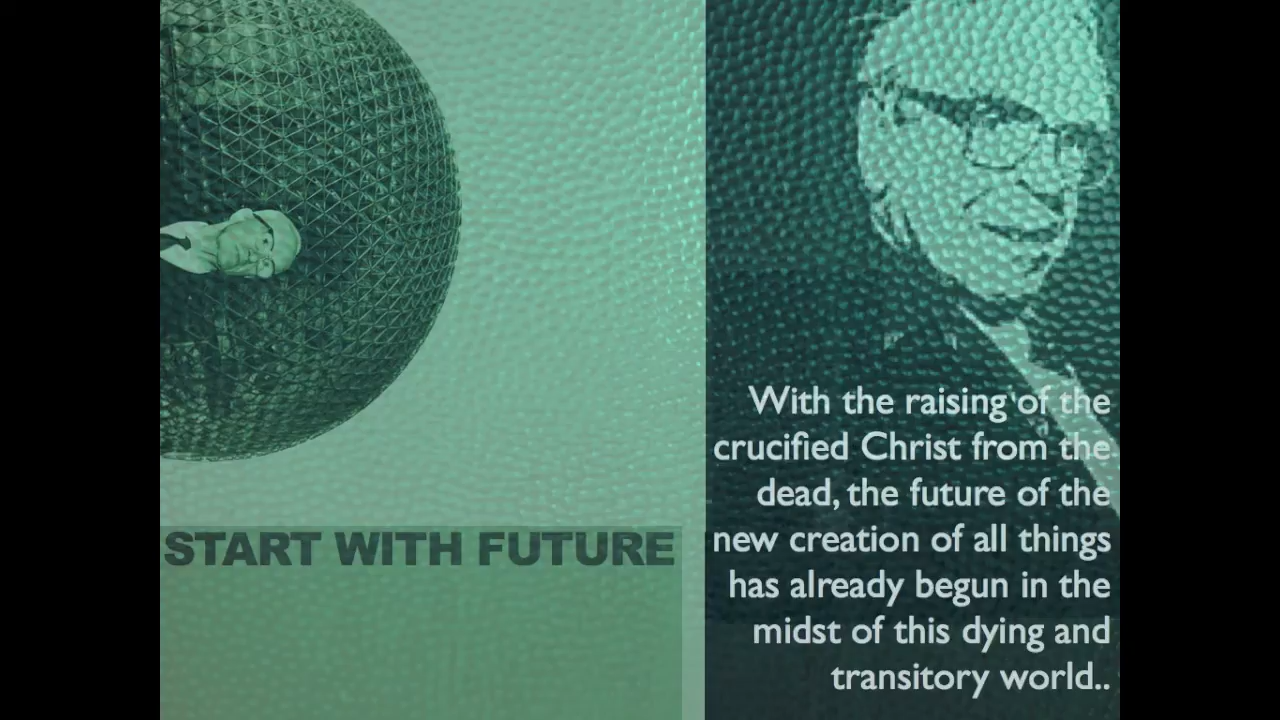 START WITH FUTURE
With the raising of the
crucified Christ from the
dead, the future of the
new creation of all things
has already begun in the
midst of this dying and
transitory world..